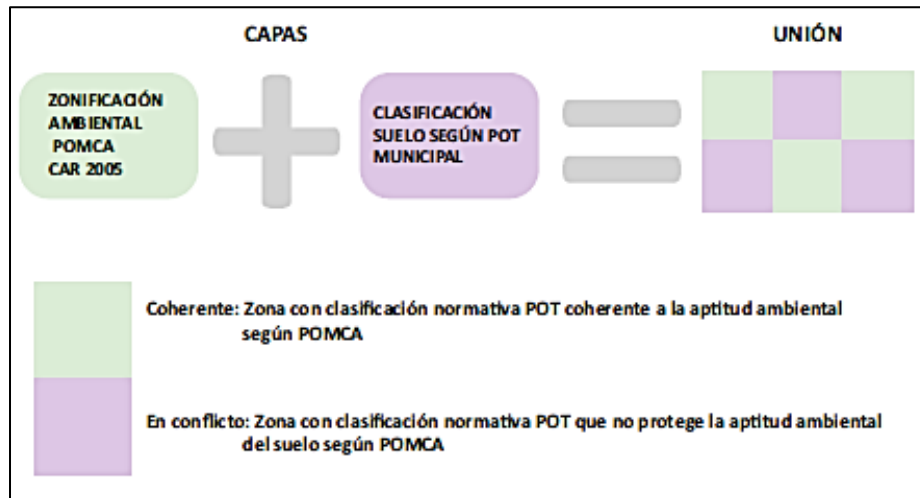 CAPAS
UNIÓN
ZONIFICACIÓN
AMBIENTAL
POMCA
CAR 2005
CLASIFICACIÓN
SUELO SEGÚN POT
MUNICIPAL
Coherente: Zona con clasificación normativa POT coherente a la aptitud ambiental
según POMCA
En conflicto: Zona con clasificación normativa POT que no protege la aptitud ambiental
del suelo según POMCA